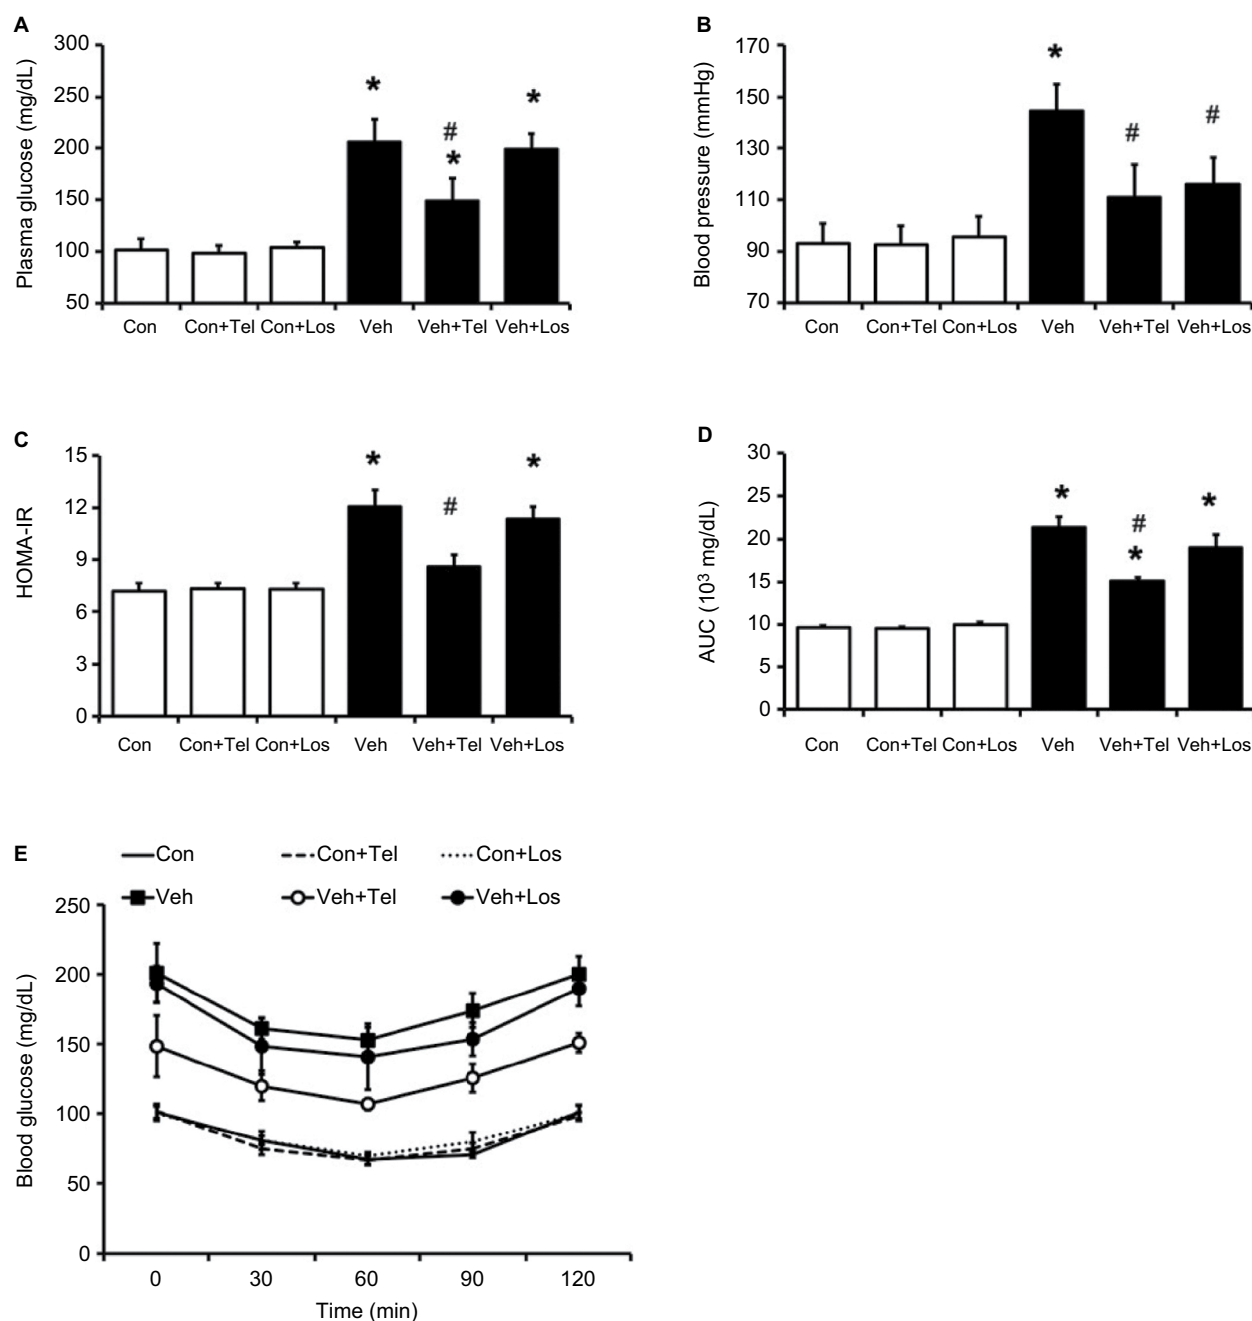 A
Plasma glucose (mg/dL)
300
250
200
150
100
50
* # * *
Con Con+Tel Con+Los Veh Veh+Tel Veh+Los
B
Blood pressure (mmHg)
170
150
130
110
90
70
* # #
Con Con+Tel Con+Los Veh Veh+Tel Veh+Los
C
HOMA-IR
15
12
9
6
3
0
* # *
Con Con+Tel Con+Los Veh Veh+Tel Veh+Los
D
AUC (10³ mg/dL)
30
25
20
15
10
5
0
* # * *
Con Con+Tel Con+Los Veh Veh+Tel Veh+Los
E
Con Con+Tel Con+Los
Veh Veh+Tel Veh+Los
Blood glucose (mg/dL)
250
200
150
100
50
0
0 30 60 90 120
Time (min)